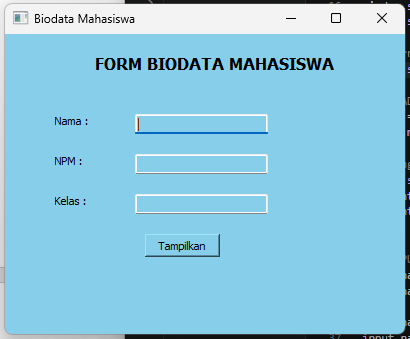 Biodata Mahasiswa
FORM BIODATA MAHASISWA
Nama :
NPM :
Kelas :
Tampilkan